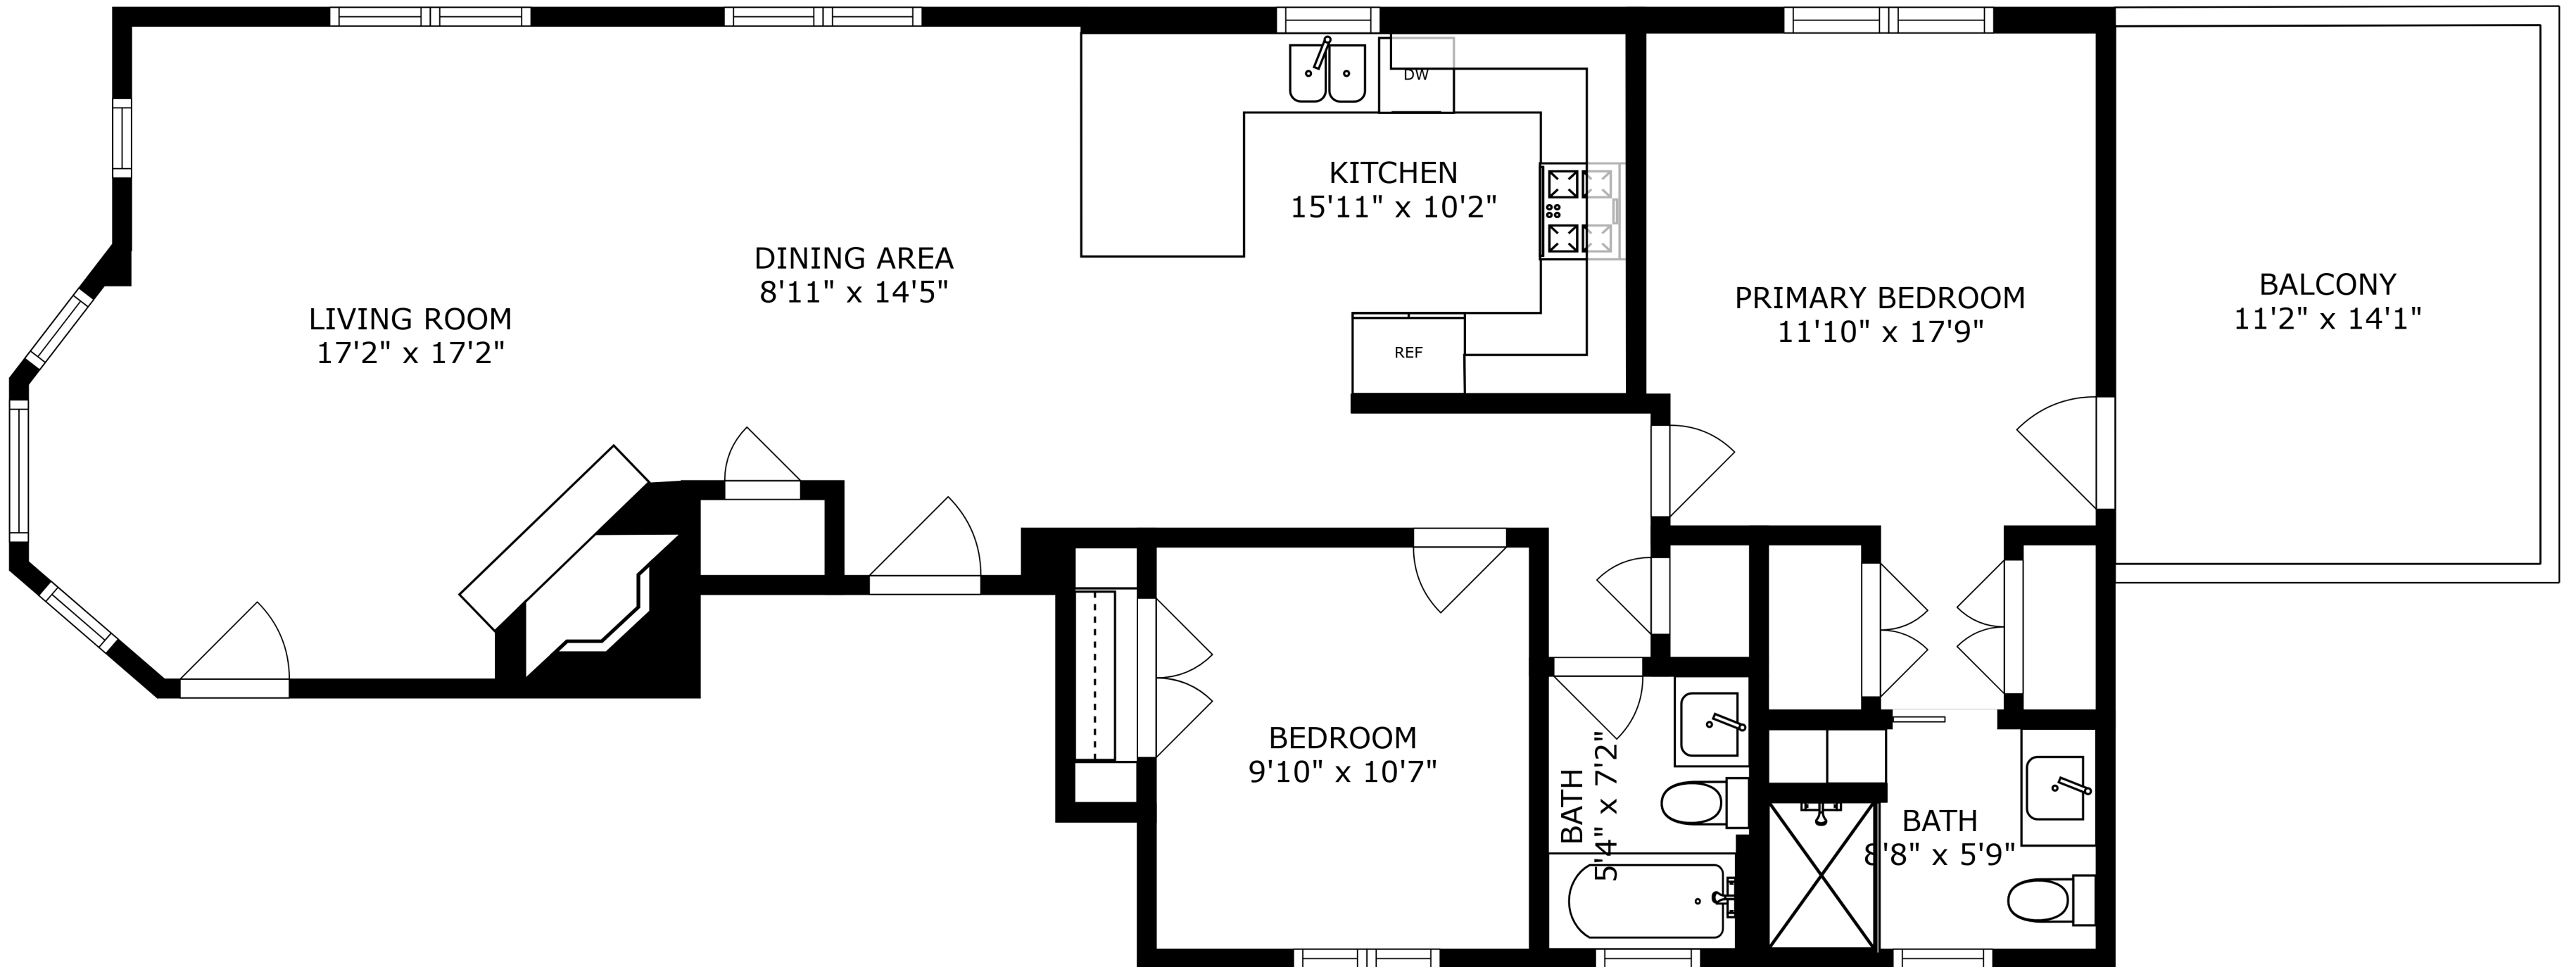 KITCHEN
15'11" x 10'2"
DW
REF
DINING AREA
8'11" x 14'5"
LIVING ROOM
17'2" x 17'2"
PRIMARY BEDROOM
11'10" x 17'9"
BALCONY
11'2" x 14'1"
BEDROOM
9'10" x 10'7"
BATH
5'4" x 7'2"
BATH
8'8" x 5'9"